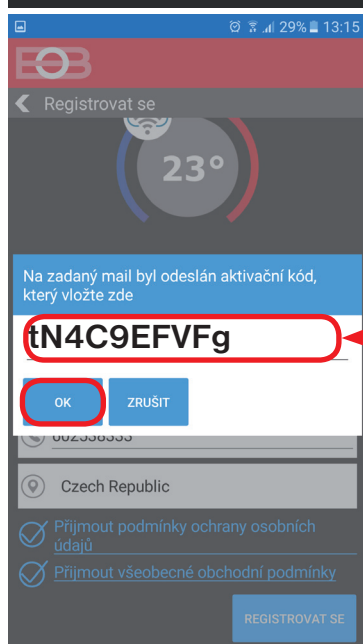 29% 13:15
EOB
Registrovat se
23°
Na zadaný mail byl odeslán aktivační kód,
který vložte zde
tN4C9EFVFg
OK ZRUŠIT
Czech Republic
Přijmout podmínky ochrany osobních
údajů
Přijmout všeobecné obchodní podmínky
REGISTROVAT SE